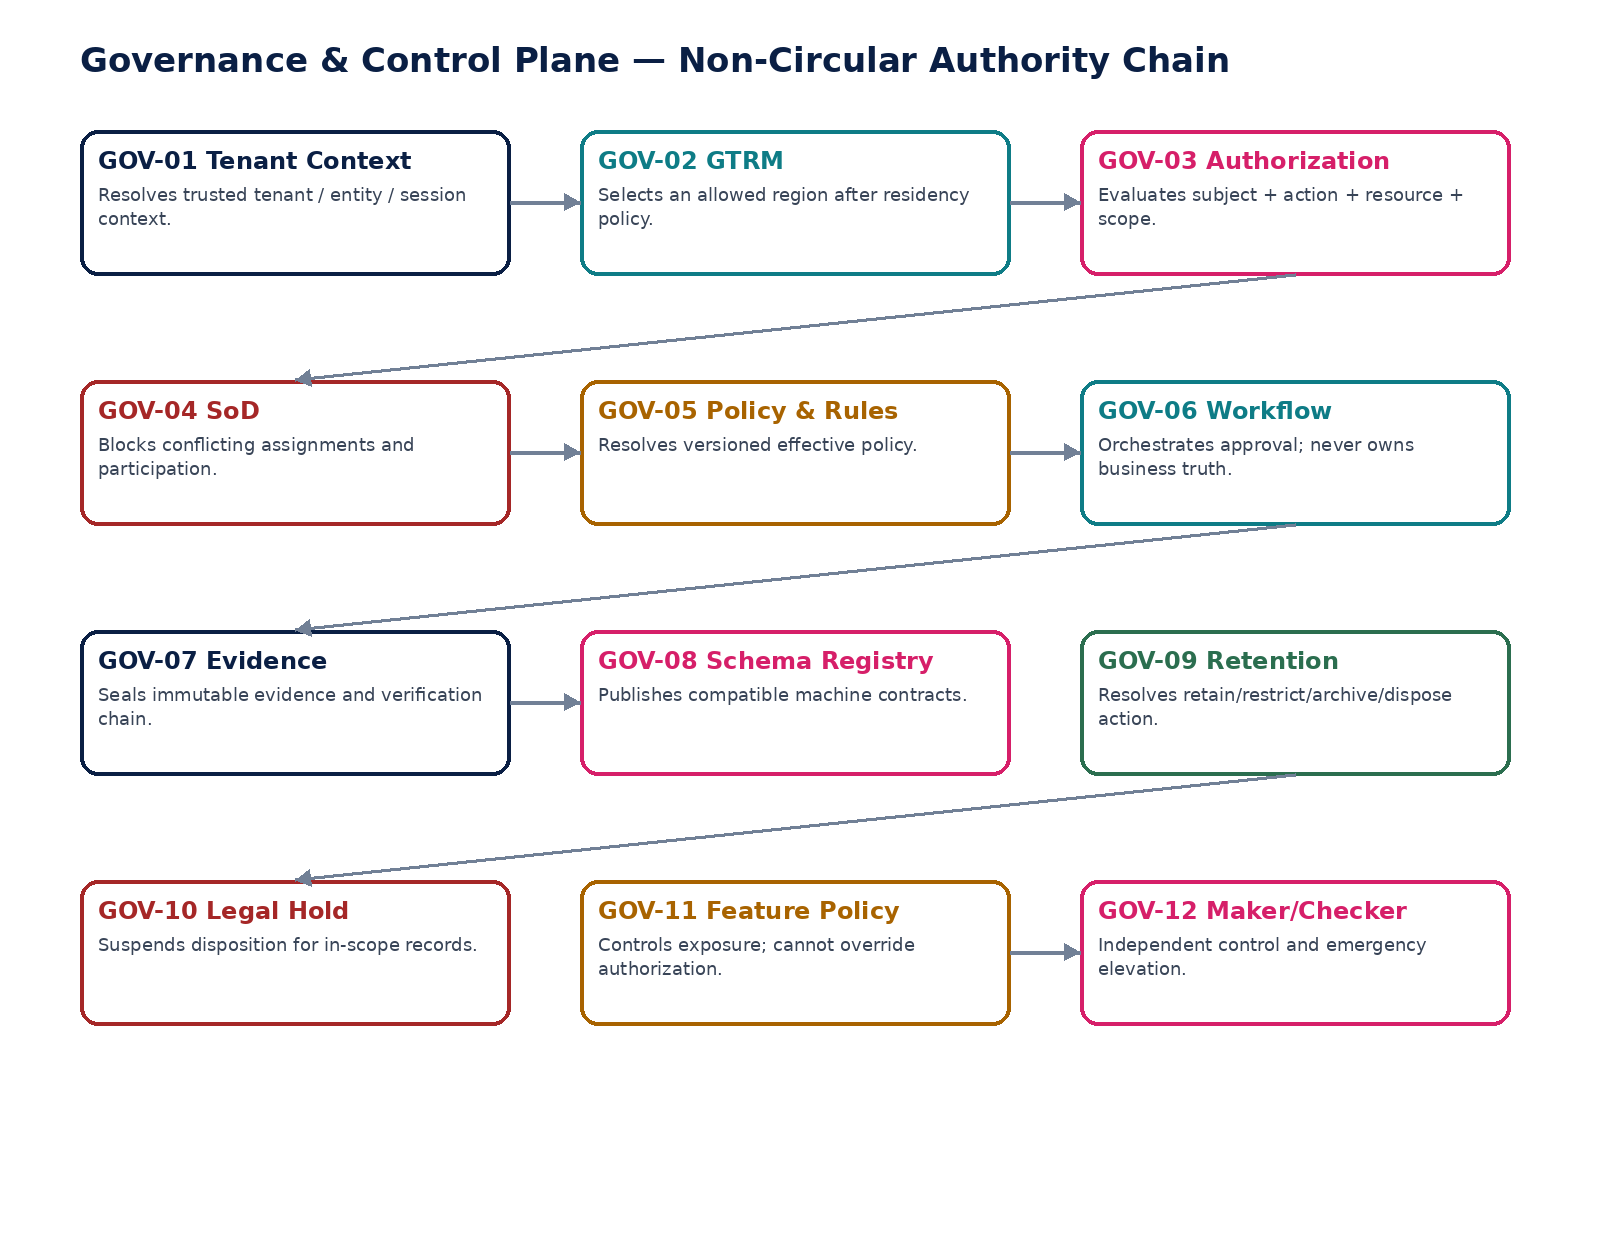 Governance & Control Plane — Non-Circular Authority Chain
GOV-01 Tenant Context
Resolves trusted tenant / entity / session
context.
GOV-02 GTRM
Selects an allowed region after residency
policy.
GOV-03 Authorization
Evaluates subject + action + resource +
scope.
GOV-04 SoD
Blocks conflicting assignments and
participation.
GOV-05 Policy & Rules
Resolves versioned effective policy.
GOV-06 Workflow
Orchestrates approval; never owns
business truth.
GOV-07 Evidence
Seals immutable evidence and verification
chain.
GOV-08 Schema Registry
Publishes compatible machine contracts.
GOV-09 Retention
Resolves retain/restrict/archive/dispose
action.
GOV-10 Legal Hold
Suspends disposition for in-scope records.
GOV-11 Feature Policy
Controls exposure; cannot override
authorization.
GOV-12 Maker/Checker
Independent control and emergency
elevation.